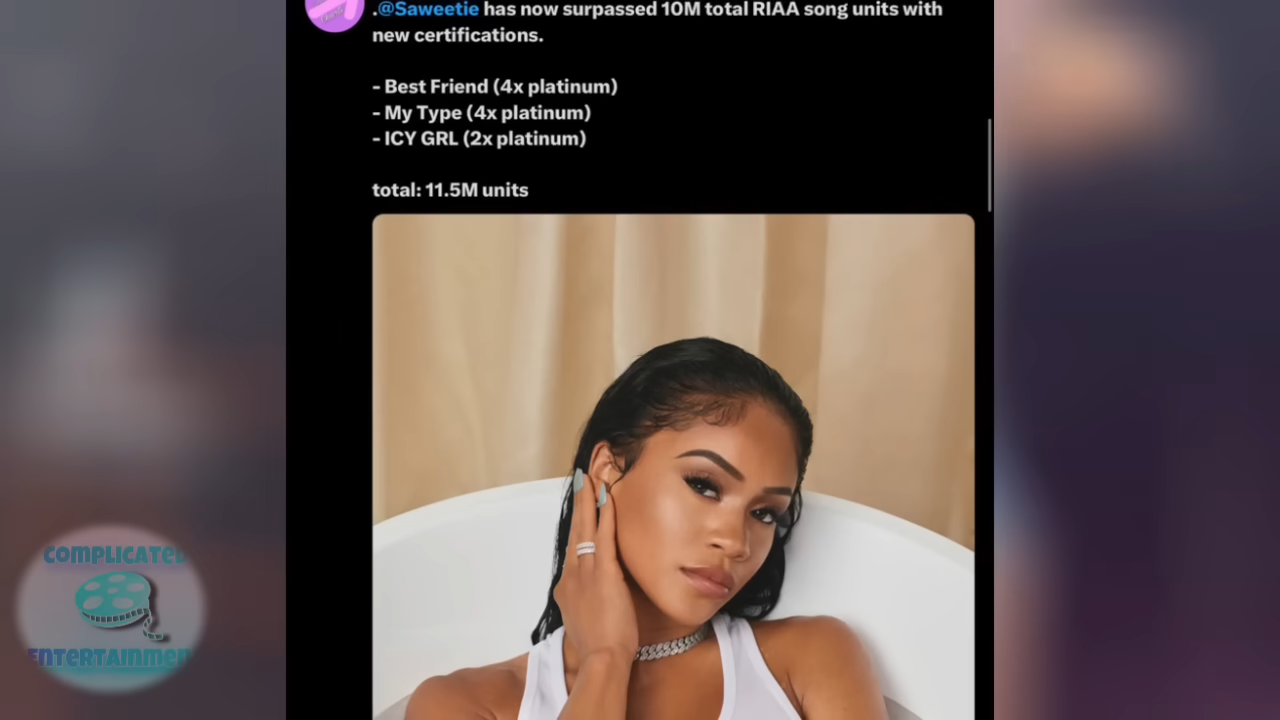 .@Saweetie has now surpassed 10M total RIAA song units with
new certifications.
- Best Friend (4x platinum)
- My Type (4x platinum)
- ICY GRL (2x platinum)
total: 11.5M units
COMPLICATED
ENTERTAINMEN